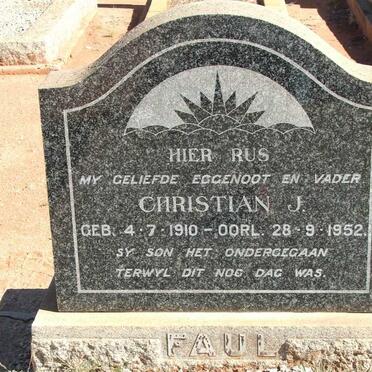 HIER RUS
MY GELIEFDE EGGENOOT EN VADER
CHRISTIAN J.
GEB. 4-7-1910 - OORL. 28-9-1952.
SY SON HET ONDERGEGAAN
TERWYL DIT NOG DAG WAS.
FAUL